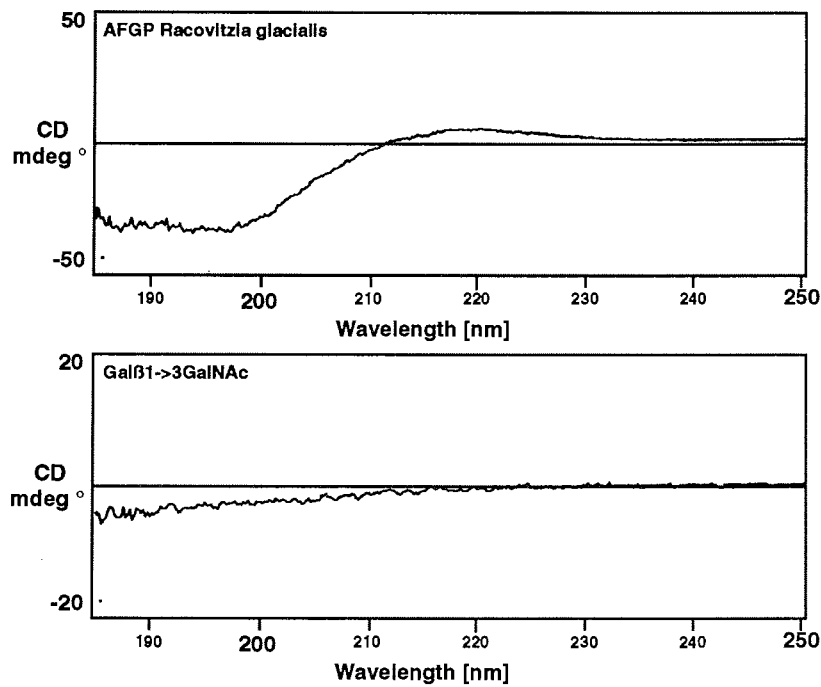 50
AFGP Racovitzia glacialis
CD
mdeg °
-50
190 200 210 220 230 240 250
Wavelength [nm]
20
Galß1->3GalNAc
CD
mdeg °
-20
190 200 210 220 230 240 250
Wavelength [nm]